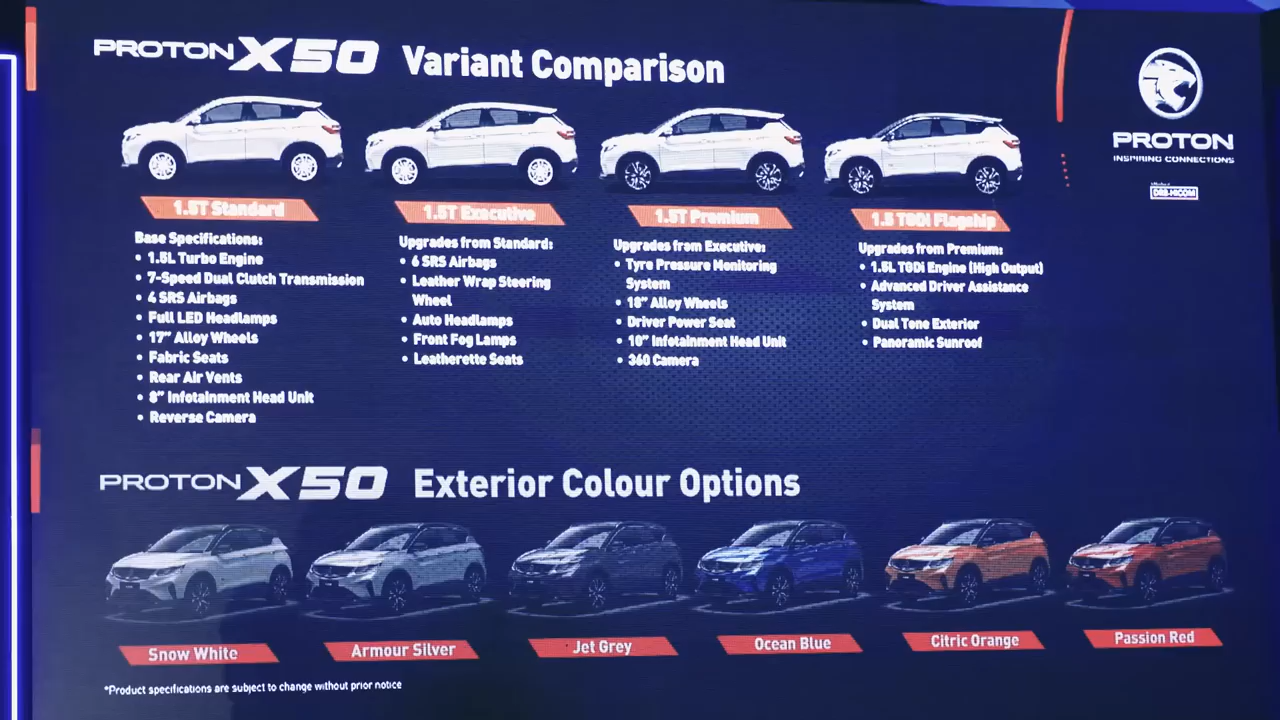 PROTON X50 Variant Comparison
PROTON
INSPIRING CONNECTIONS
DRB-HICOM
1.5T Standard
Base Specifications:
• 1.5L Turbo Engine
• 7-Speed Dual Clutch Transmission
• 4 SRS Airbags
• Full LED Headlamps
• 17" Alloy Wheels
• Fabric Seats
• Rear Air Vents
• 8" Infotainment Head Unit
• Reverse Camera
1.5T Executive
Upgrades from Standard:
• 6 SRS Airbags
• Leather Wrap Steering
Wheel
• Auto Headlamps
• Front Fog Lamps
• Leatherette Seats
1.5T Premium
Upgrades from Executive:
• Tyre Pressure Monitoring
System
• 18" Alloy Wheels
• Driver Power Seat
• 10" Infotainment Head Unit
• 360 Camera
1.5 TGDi Flagship
Upgrades from Premium:
• 1.5L TGDi Engine (High Output)
• Advanced Driver Assistance
System
• Dual Tone Exterior
• Panoramic Sunroof
PROTON X50 Exterior Colour Options
Snow White
Armour Silver
Jet Grey
Ocean Blue
Citric Orange
Passion Red
*Product specifications are subject to change without prior notice